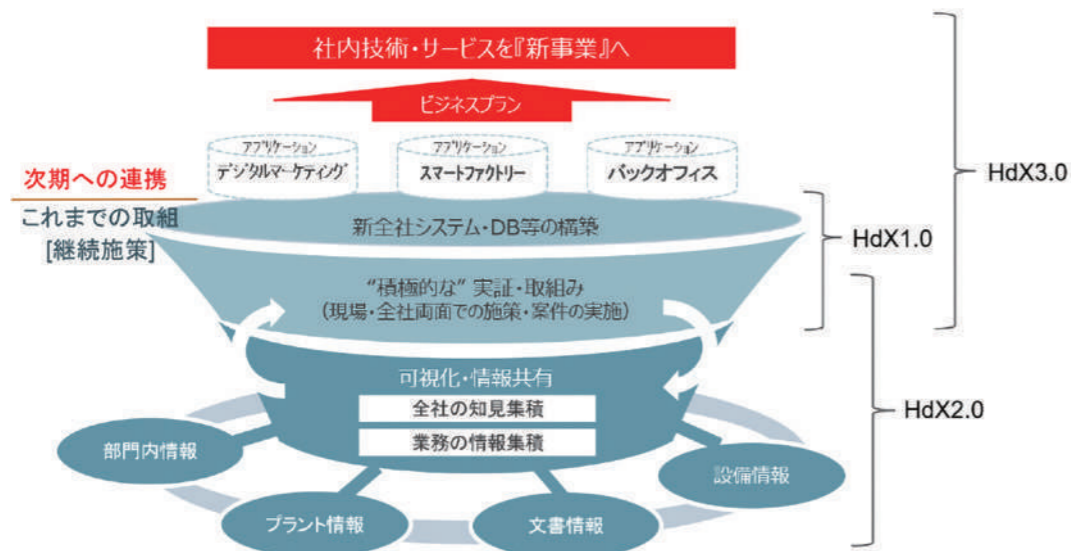 社内技術・サービスを『新事業』へ
ビジネスプラン
アプリケーション
デジタルマーケティング
アプリケーション
スマートファクトリー
アプリケーション
バックオフィス
次期への連携
これまでの取組
[継続施策]
新全社システム・DB等の構築
“積極的な” 実証・取組み
(現場・全社両面での施策・案件の実施)
可視化・情報共有
全社の知見集積
業務の情報集積
部門内情報
プラント情報
文書情報
設備情報
HdX3.0
HdX1.0
HdX2.0